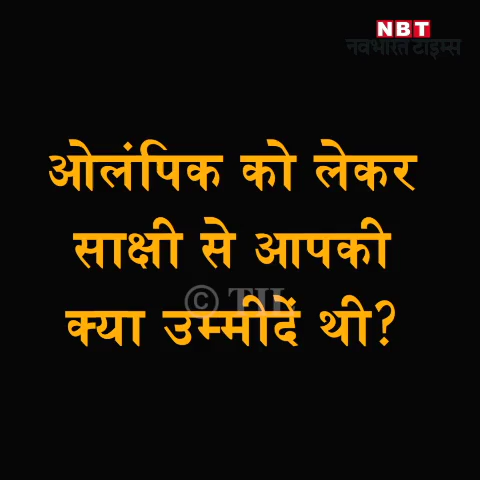 NBT
नवभारत टाइम्स
ओलंपिक को लेकर
साक्षी से आपकी
© TIL
क्या उम्मीदें थी?